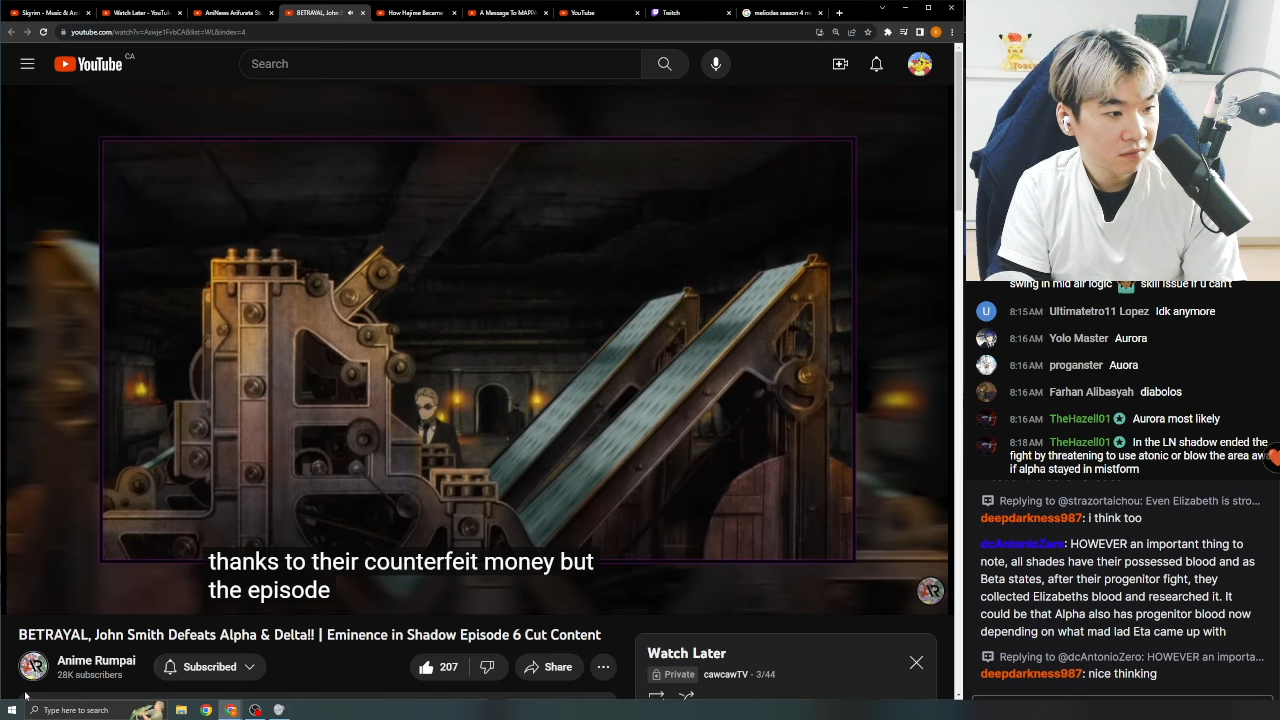 Skyrim - Music & An
Watch Later - YouTu
AniNews Arifureta St
BETRAYAL, John S
How Hajime Became
A Message To MAPP
YouTube
Twitch
meliodas season 4 m
youtube.com/watch?v=Aswje1FvbCA&list=WL&index=4
YouTube CA
Search
thanks to their counterfeit money but
the episode
BETRAYAL, John Smith Defeats Alpha & Delta!! | Eminence in Shadow Episode 6 Cut Content
Anime Rumpai
28K subscribers
Subscribed
207
Share
Watch Later
Private
cawcawTV - 3/44
Type here to search
swing in mid air logic skill issue if u can't
8:15 AM Ultimatetro11 Lopez Idk anymore
8:16 AM Yolo Master Aurora
8:16 AM proganster Auora
8:16 AM Farhan Alibasyah diabolos
8:16 AM TheHazell01 Aurora most likely
8:18 AM TheHazell01 In the LN shadow ended the
fight by threatening to use atonic or blow the area aw
if alpha stayed in mistform
Replying to @strazortaichou: Even Elizabeth is stro...
deepdarkness987: i think too
dcAntonioZero: HOWEVER an important thing to
note, all shades have their possessed blood and as
Beta states, after their progenitor fight, they
collected Elizabeths blood and researched it. It
could be that Alpha also has progenitor blood now
depending on what mad lad Eta came up with
Replying to @dcAntonioZero: HOWEVER an importa...
deepdarkness987: nice thinking